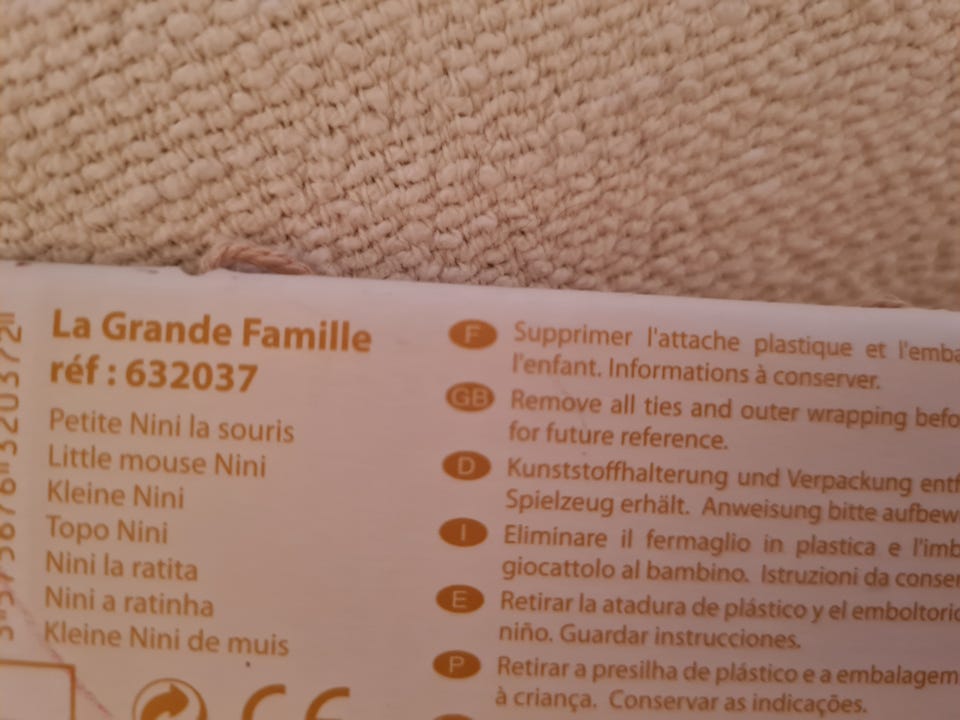 La Grande Famille
réf : 632037
Petite Nini la souris
Little mouse Nini
Kleine Nini
Topo Nini
Nini la ratita
Nini a ratinha
Kleine Nini de muis
CE
F Supprimer l'attache plastique et l'emba
l'enfant. Informations à conserver.
GB Remove all ties and outer wrapping befo
for future reference.
D Kunststoffhalterung und Verpackung entf
Spielzeug erhält. Anweisung bitte aufbew
I Eliminare il fermaglio in plastica e l'imb
giocattolo al bambino. Istruzioni da conser
E Retirar la atadura de plástico y el emboltorio
niño. Guardar instrucciones.
P Retirar a presilha de plástico e a embalagem
à criança. Conservar as indicações.